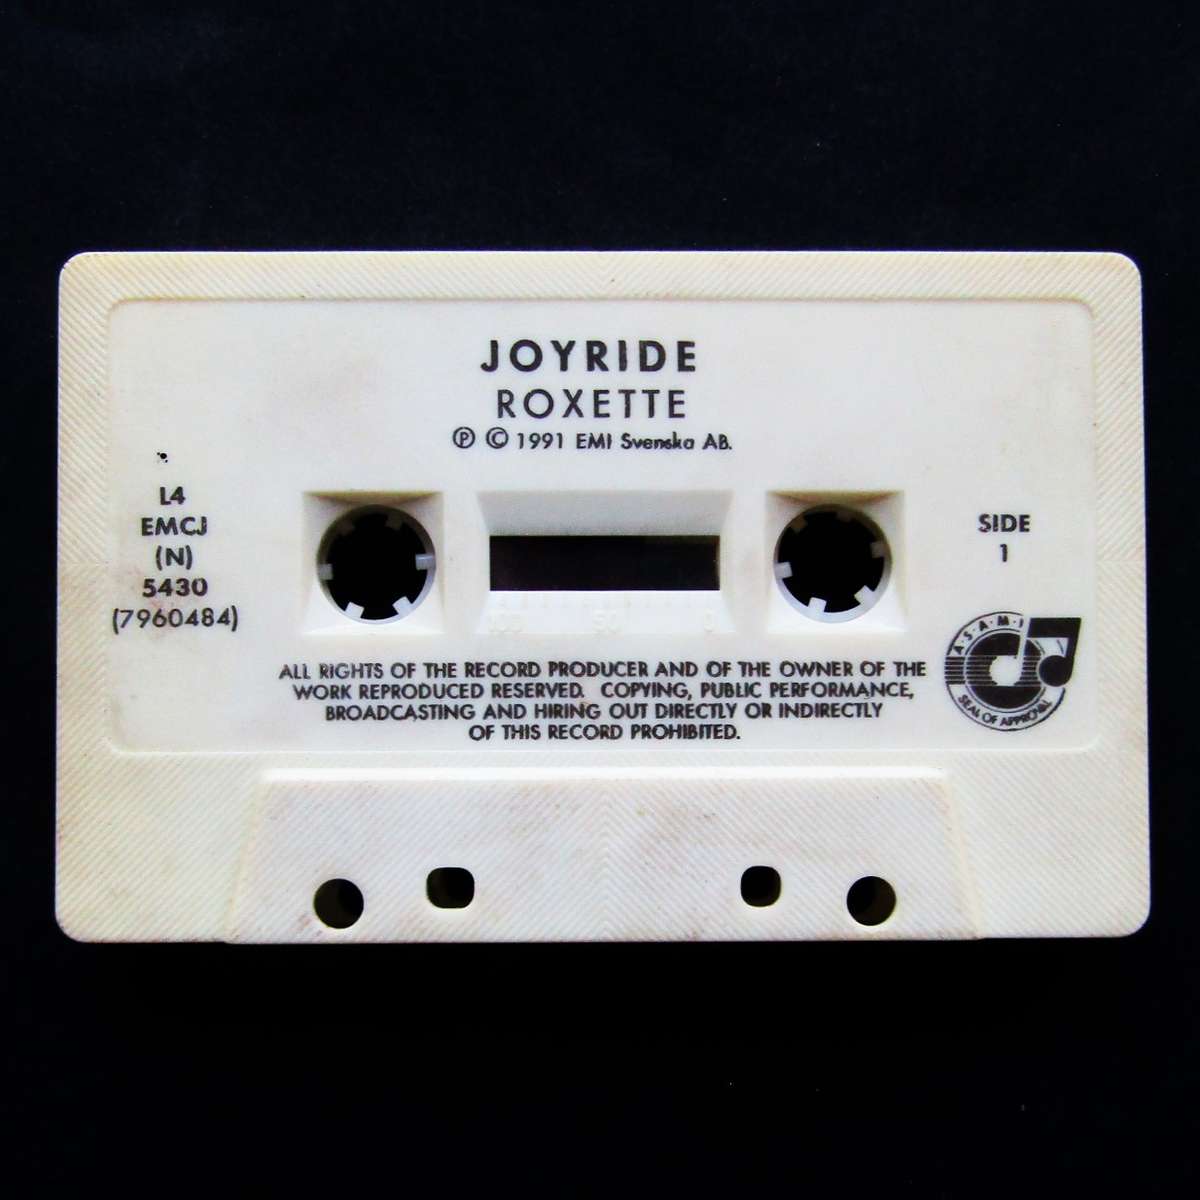 JOYRIDE
ROXETTE
Ⓟ © 1991 EMI Svenska AB.
L4
EMCJ
(N)
5430
(7960484)
SIDE
1
100 50 0
A·S·A·M·I
SEAL OF APPROVAL
ALL RIGHTS OF THE RECORD PRODUCER AND OF THE OWNER OF THE
WORK REPRODUCED RESERVED. COPYING, PUBLIC PERFORMANCE,
BROADCASTING AND HIRING OUT DIRECTLY OR INDIRECTLY
OF THIS RECORD PROHIBITED.